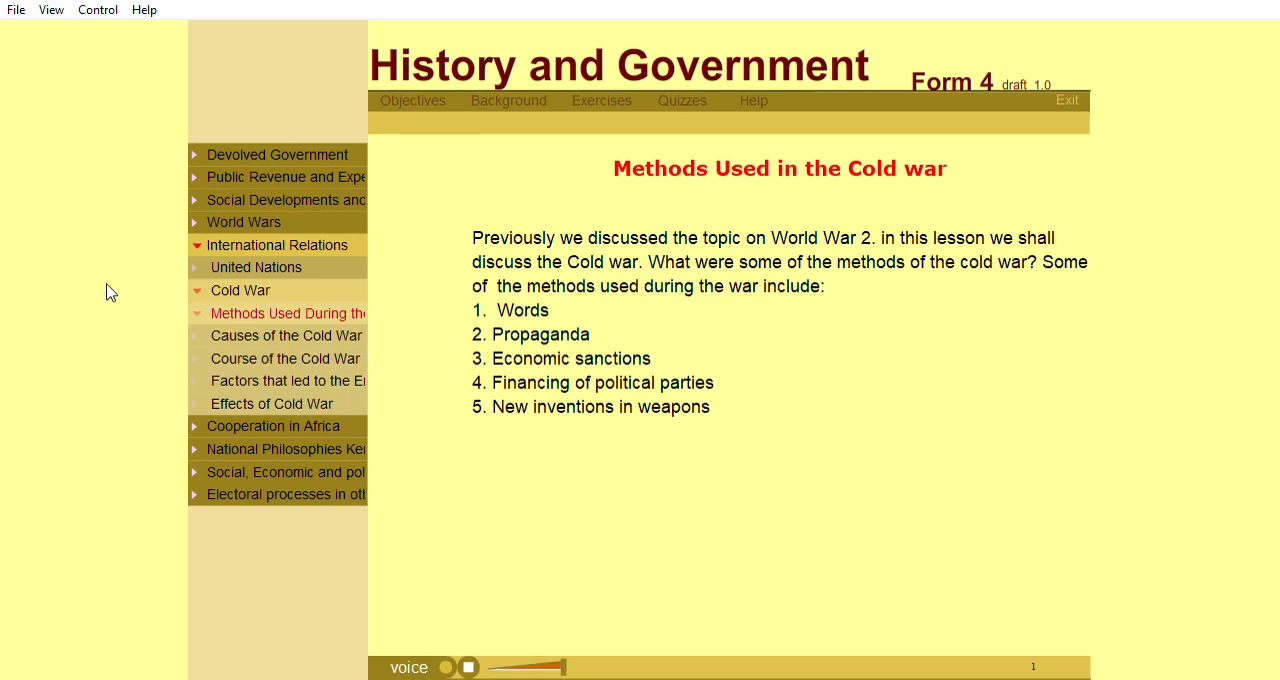 File View Control Help
History and Government
Form 4 draft 1.0
Objectives Background Exercises Quizzes Help Exit
Devolved Government
Public Revenue and Expe
Social Developments and
World Wars
International Relations
United Nations
Cold War
Methods Used During the
Causes of the Cold War
Course of the Cold War
Factors that led to the E
Effects of Cold War
Cooperation in Africa
National Philosophies Ke
Social, Economic and pol
Electoral processes in ot
Methods Used in the Cold war
Previously we discussed the topic on World War 2. in this lesson we shall
discuss the Cold war. What were some of the methods of the cold war? Some
of the methods used during the war include:
1. Words
2. Propaganda
3. Economic sanctions
4. Financing of political parties
5. New inventions in weapons
voice
1